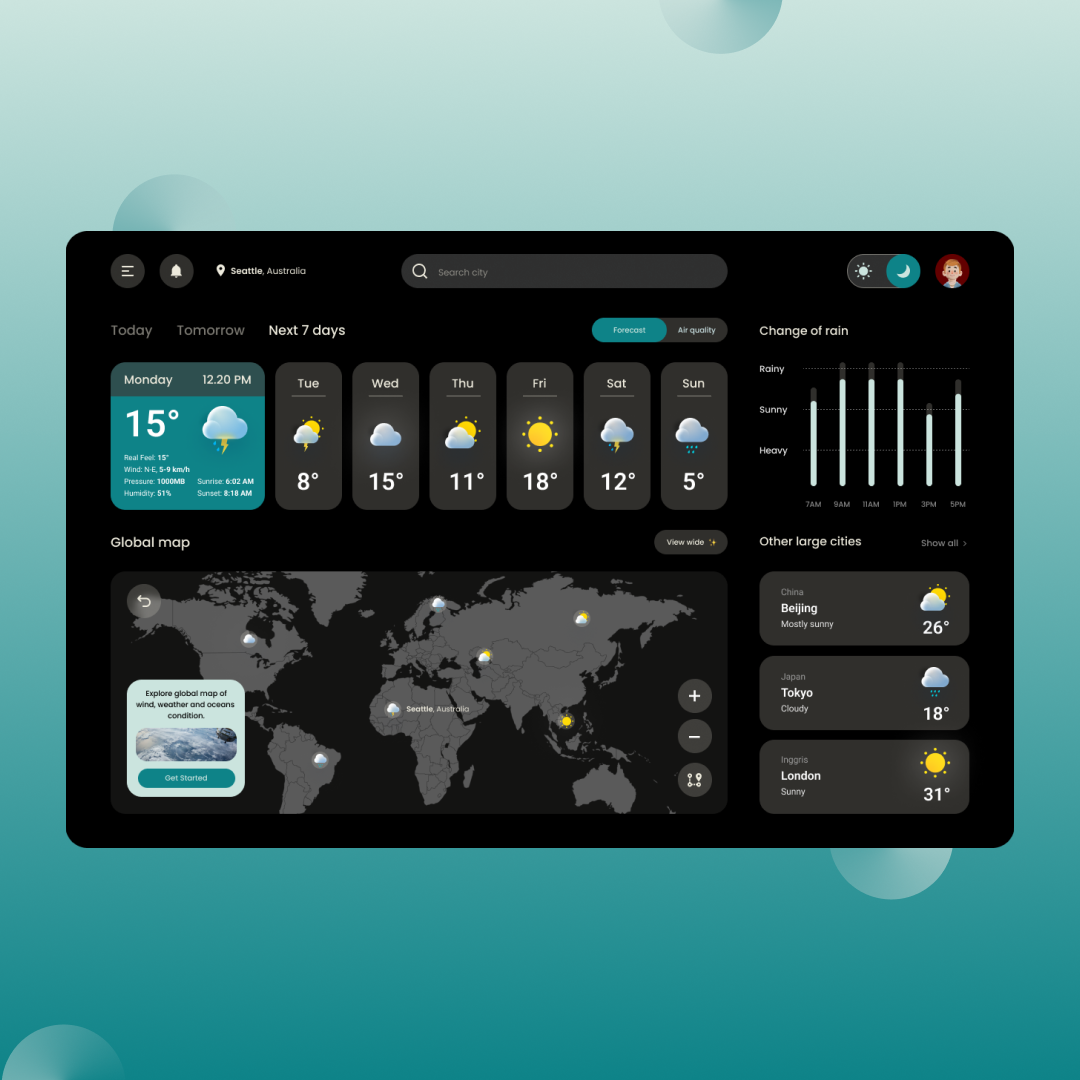 Seattle, Australia
Search city
Today Tomorrow Next 7 days
Forecast Air quality
Monday 12.20 PM
15°
Real Feel: 15°
Wind: N-E, 5-9 km/h
Pressure: 1000MB Sunrise: 6:02 AM
Humidity: 51% Sunset: 8:18 AM
Tue
8°
Wed
15°
Thu
11°
Fri
18°
Sat
12°
Sun
5°
Change of rain
Rainy
Sunny
Heavy
7AM 9AM 11AM 1PM 3PM 5PM
Global map
View wide
Explore global map of
wind, weather and oceans
condition.
Get Started
Seattle, Australia
Other large cities
Show all >
China
Beijing
Mostly sunny
26°
Japan
Tokyo
Cloudy
18°
Inggris
London
Sunny
31°